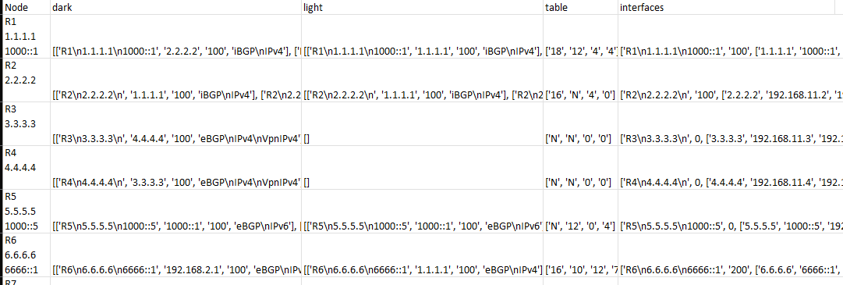 Node dark light table interfaces
R1
1.1.1.1
1000::1 [['R1\n1.1.1.1\n1000::1', '2.2.2.2', '100', 'iBGP\nIPv4'], [' [['R1\n1.1.1.1\n1000::1', '1.1.1.1', '100', 'iBGP\nIPv4'], ['18', '12', '4', '4' ['R1\n1.1.1.1\n1000::1', '100', ['1.1.1.1', '1000::1',
R2
2.2.2.2
[['R2\n2.2.2.2\n', '1.1.1.1', '100', 'iBGP\nIPv4'], ['R2\n2.2 [['R2\n2.2.2.2\n', '1.1.1.1', '100', 'iBGP\nIPv4'], ['R2\n2 ['16', 'N', '4', '0'] ['R2\n2.2.2.2\n', '100', ['2.2.2.2', '192.168.11.2', '1
R3
3.3.3.3
[['R3\n3.3.3.3\n', '4.4.4.4', '100', 'eBGP\nIPv4\nVpnIPv4' [] ['N', 'N', '0', '0'] ['R3\n3.3.3.3\n', 0, ['3.3.3.3', '192.168.11.3', '192.1
R4
4.4.4.4
[['R4\n4.4.4.4\n', '3.3.3.3', '100', 'eBGP\nIPv4\nVpnIPv4' [] ['N', 'N', '0', '0'] ['R4\n4.4.4.4\n', 0, ['4.4.4.4', '192.168.11.4', '192.1
R5
5.5.5.5
1000::5 [['R5\n5.5.5.5\n1000::5', '1000::1', '100', 'eBGP\nIPv6'], [['R5\n5.5.5.5\n1000::5', '1000::1', '100', 'eBGP\nIPv6' ['N', '12', '0', '4'] ['R5\n5.5.5.5\n1000::5', 0, ['5.5.5.5', '1000::5', '192
R6
6.6.6.6
6666::1 [['R6\n6.6.6.6\n6666::1', '192.168.2.1', '100', 'eBGP\nIPv [['R6\n6.6.6.6\n6666::1', '1.1.1.1', '100', 'eBGP\nIPv4'] ['16', '10', '12', '7 ['R6\n6.6.6.6\n6666::1', '200', ['6.6.6.6', '6666::1',
R7